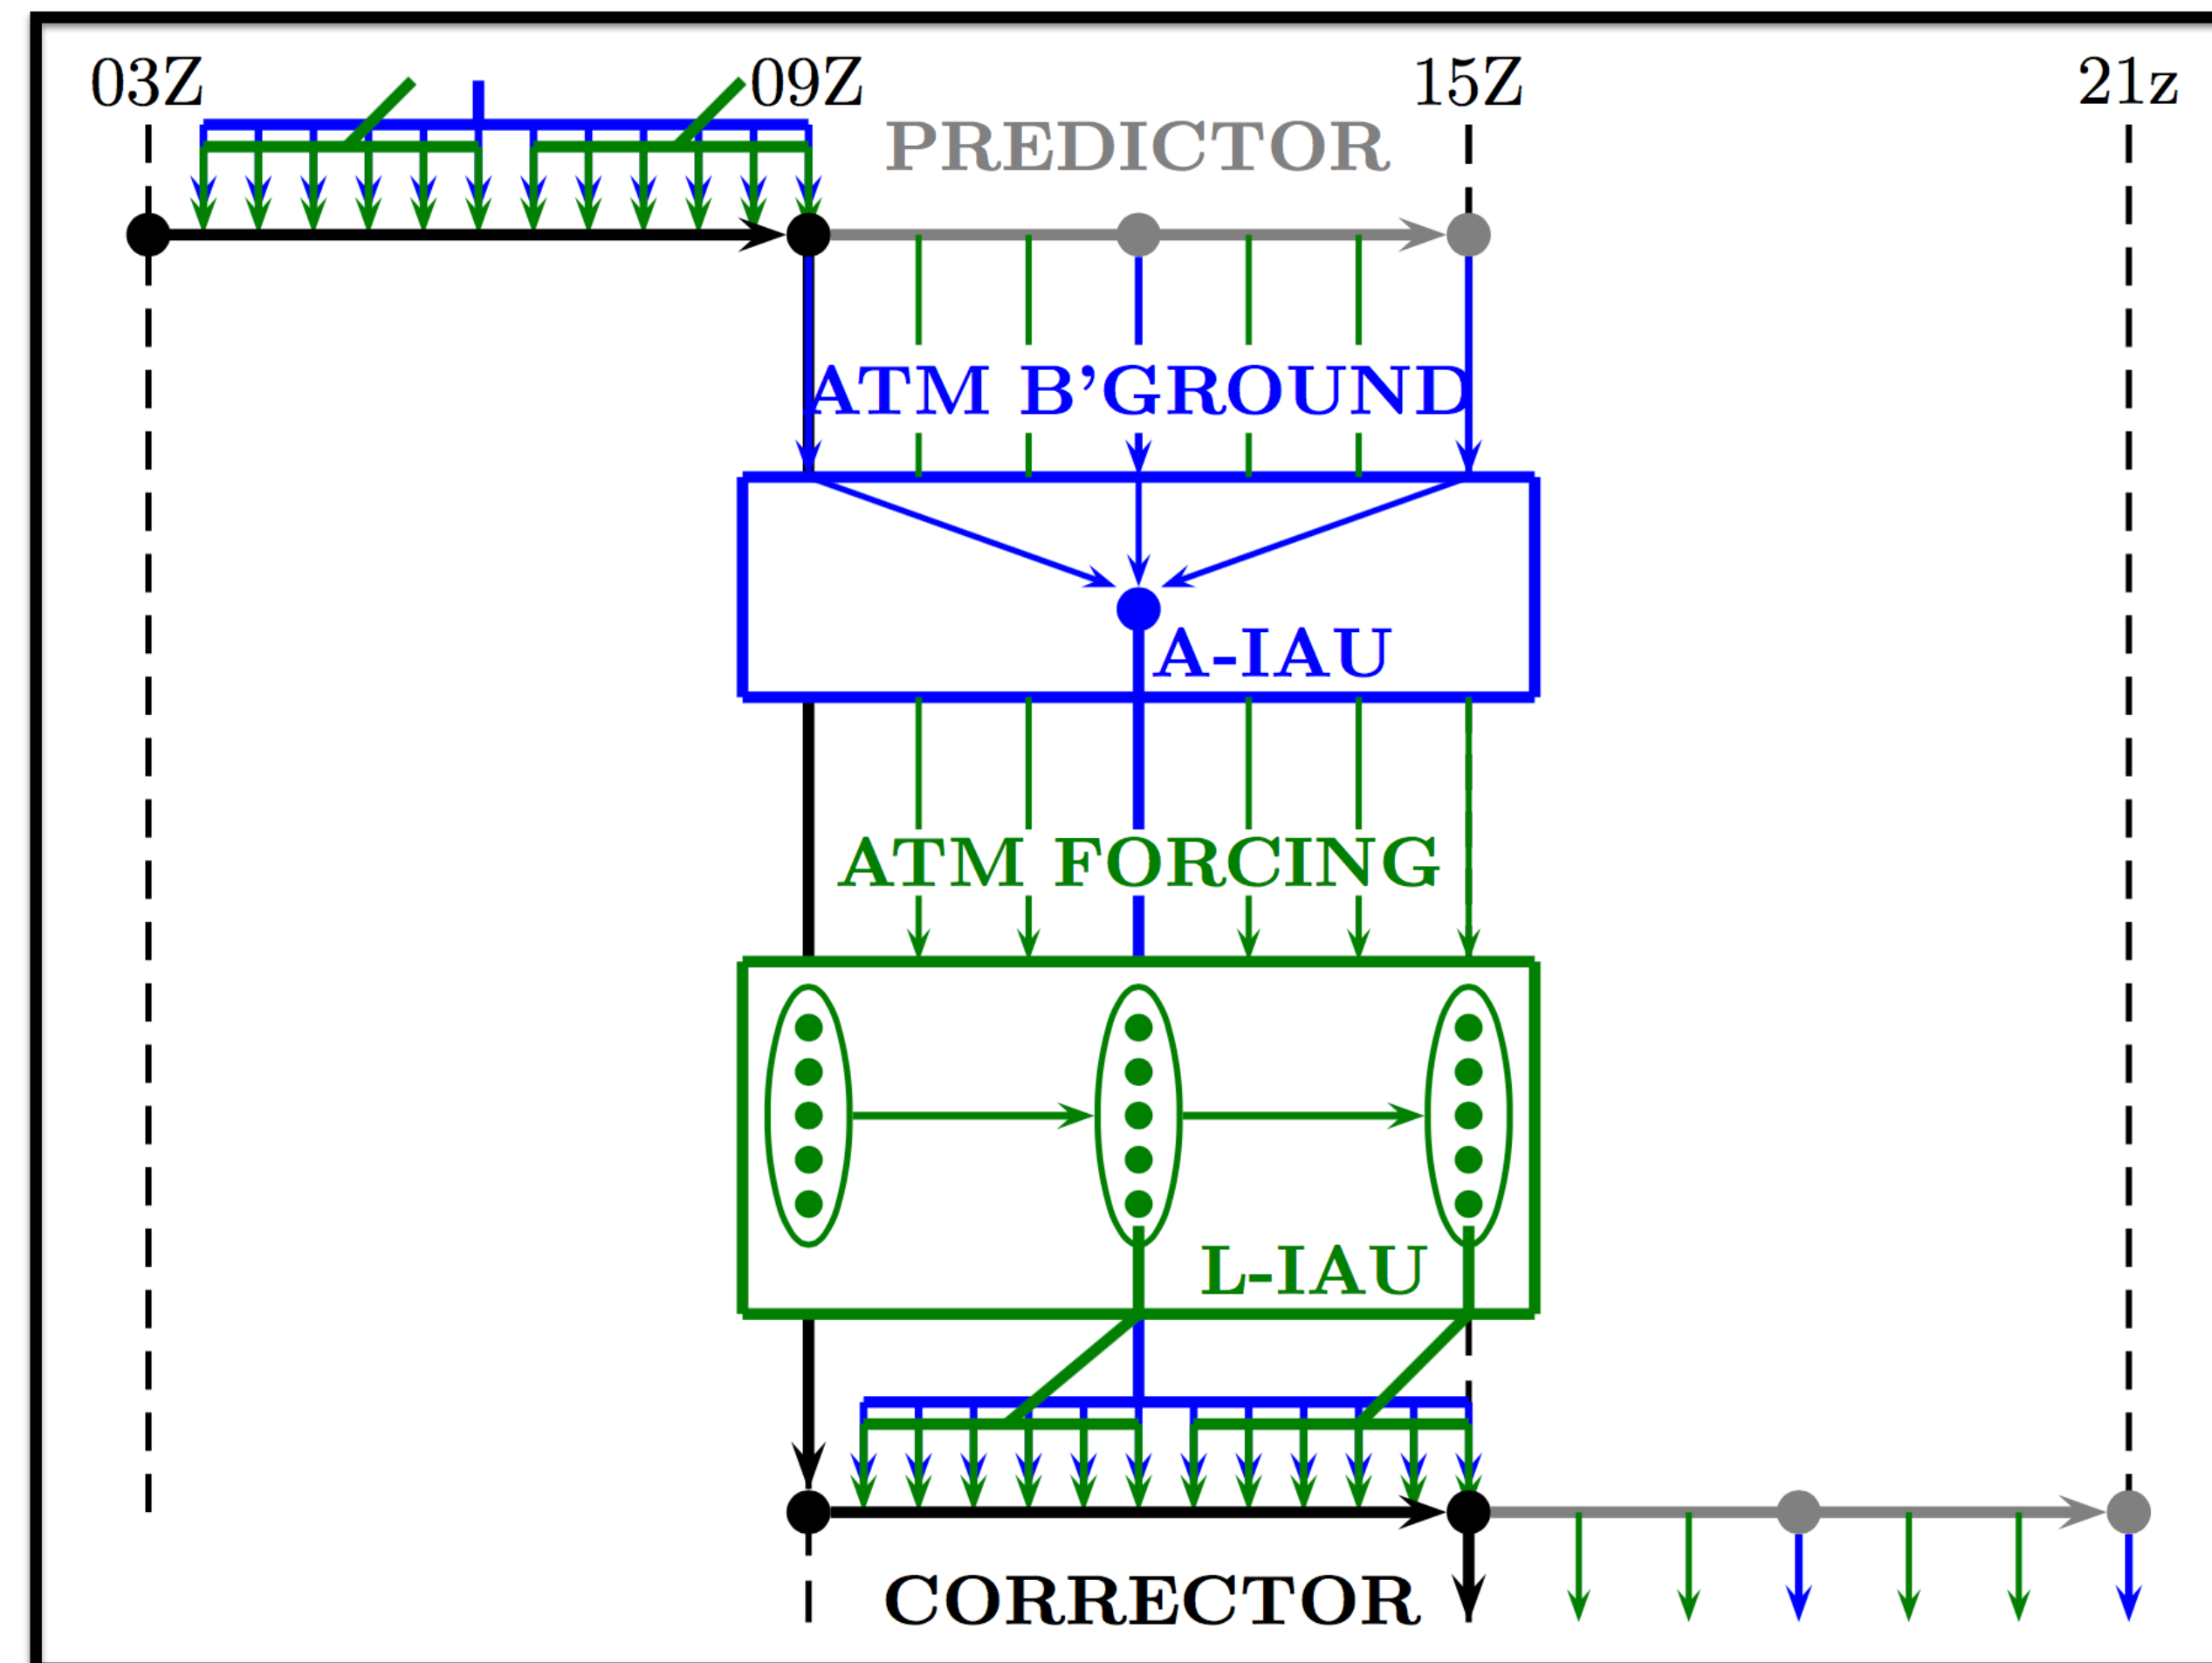 03Z 09Z 15Z 21z
PREDICTOR
ATM B'GROUND
A-IAU
ATM FORCING
L-IAU
CORRECTOR